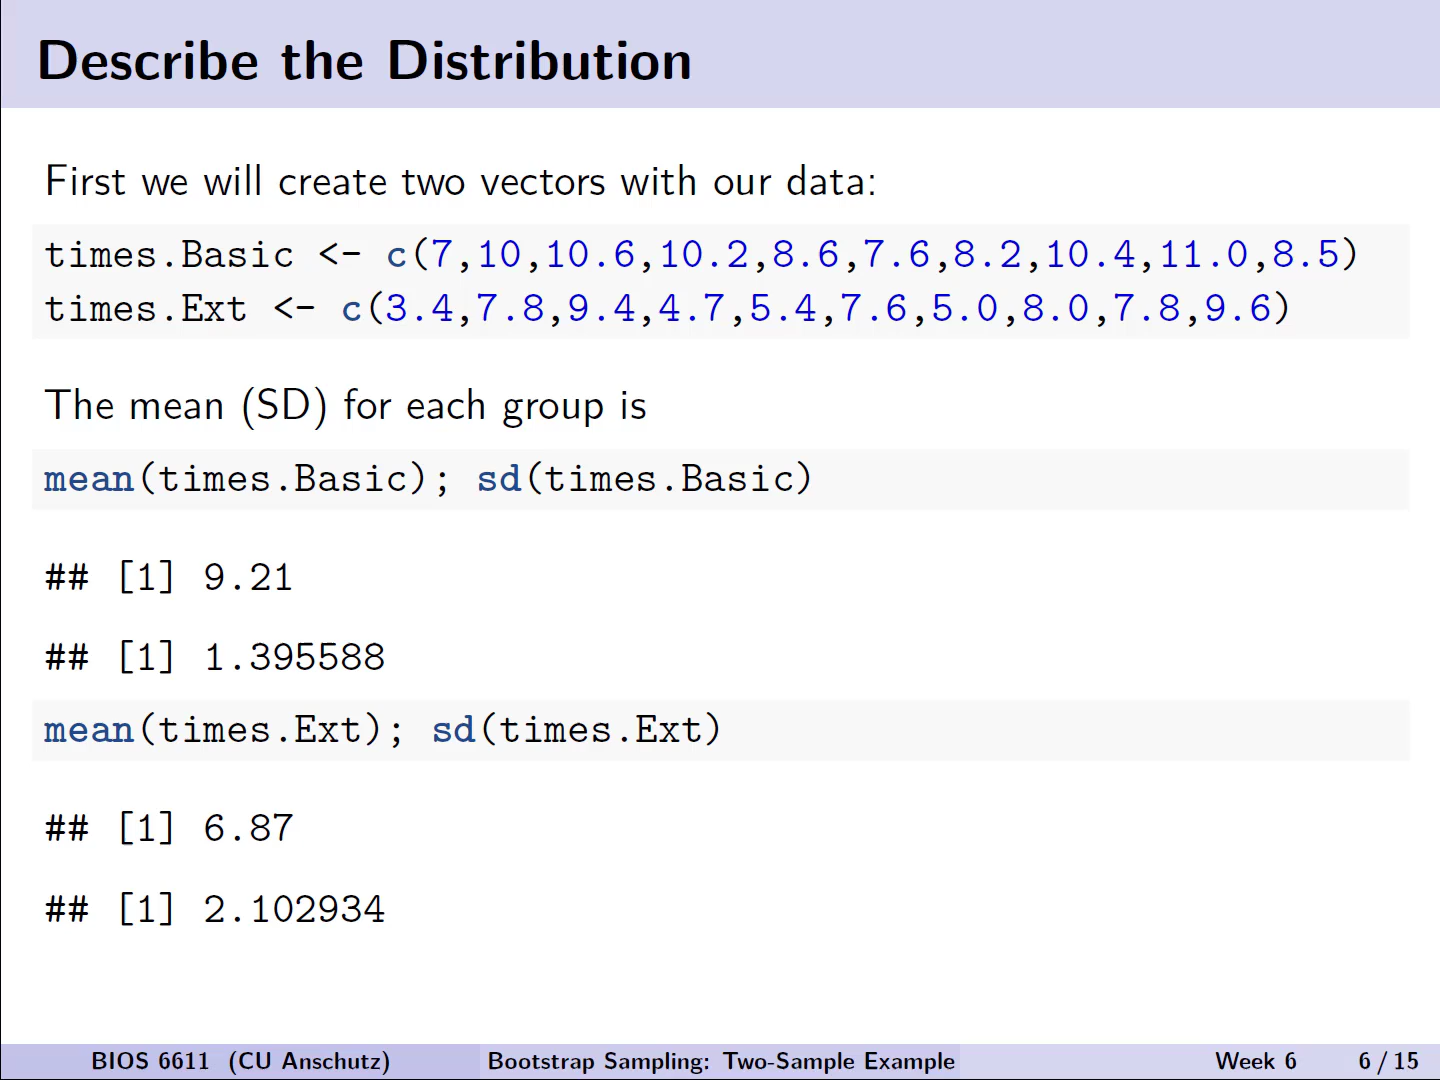 Describe the Distribution
First we will create two vectors with our data:
times.Basic <- c(7,10,10.6,10.2,8.6,7.6,8.2,10.4,11.0,8.5)
times.Ext <- c(3.4,7.8,9.4,4.7,5.4,7.6,5.0,8.0,7.8,9.6)
The mean (SD) for each group is
mean(times.Basic); sd(times.Basic)
## [1] 9.21
## [1] 1.395588
mean(times.Ext); sd(times.Ext)
## [1] 6.87
## [1] 2.102934
BIOS 6611 (CU Anschutz) Bootstrap Sampling: Two-Sample Example Week 6 6 / 15